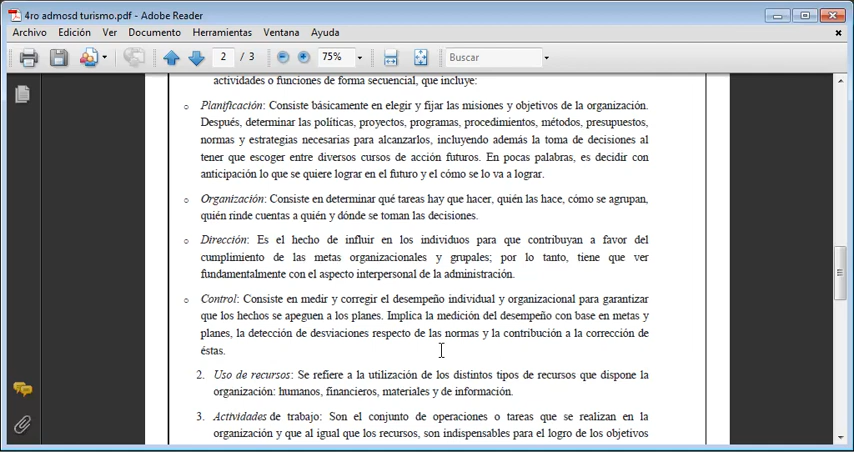 4ro admosd turismo.pdf - Adobe Reader
Archivo Edición Ver Documento Herramientas Ventana Ayuda
2 / 3 75% Buscar
actividades o funciones de forma secuencial, que incluye:
o Planificación: Consiste básicamente en elegir y fijar las misiones y objetivos de la organización.
Después, determinar las políticas, proyectos, programas, procedimientos, métodos, presupuestos,
normas y estrategias necesarias para alcanzarlos, incluyendo además la toma de decisiones al
tener que escoger entre diversos cursos de acción futuros. En pocas palabras, es decidir con
anticipación lo que se quiere lograr en el futuro y el cómo se lo va a lograr.
o Organización: Consiste en determinar qué tareas hay que hacer, quién las hace, cómo se agrupan,
quién rinde cuentas a quién y dónde se toman las decisiones.
o Dirección: Es el hecho de influir en los individuos para que contribuyan a favor del
cumplimiento de las metas organizacionales y grupales; por lo tanto, tiene que ver
fundamentalmente con el aspecto interpersonal de la administración.
o Control: Consiste en medir y corregir el desempeño individual y organizacional para garantizar
que los hechos se apeguen a los planes. Implica la medición del desempeño con base en metas y
planes, la detección de desviaciones respecto de las normas y la contribución a la corrección de
éstas.
2. Uso de recursos: Se refiere a la utilización de los distintos tipos de recursos que dispone la
organización: humanos, financieros, materiales y de información.
3. Actividades de trabajo: Son el conjunto de operaciones o tareas que se realizan en la
organización y que al igual que los recursos, son indispensables para el logro de los objetivos